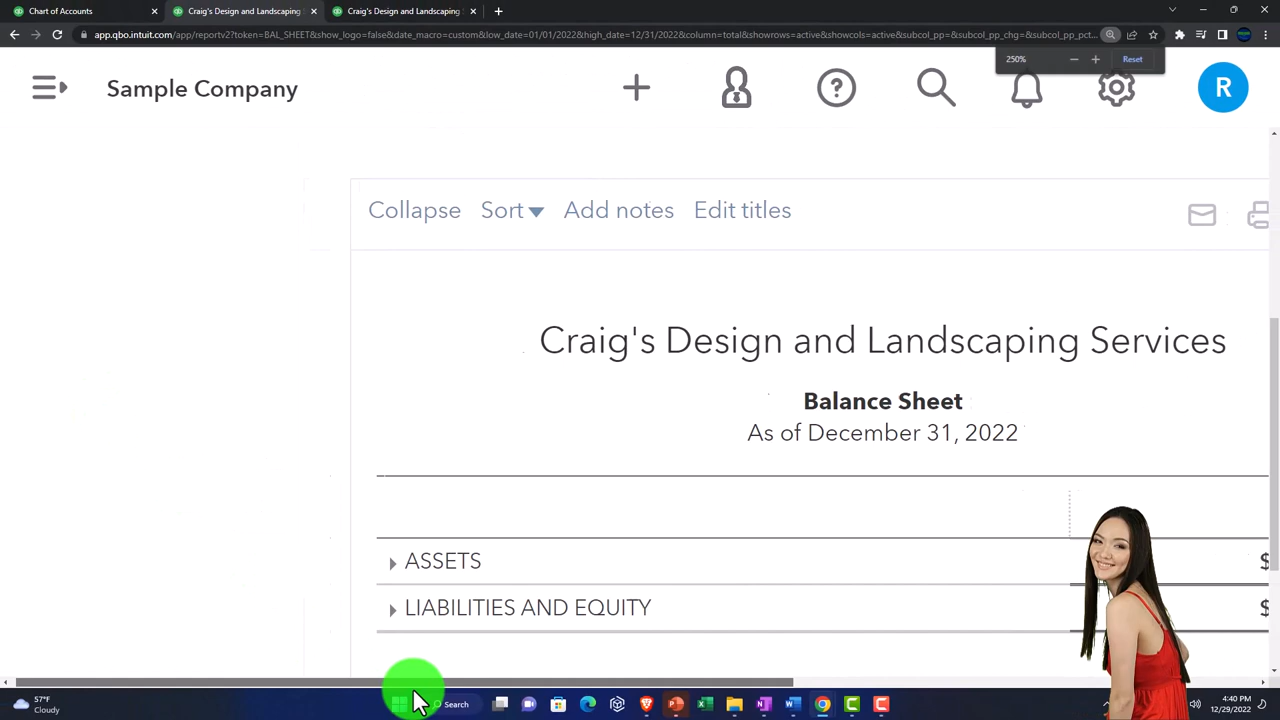 Chart of Accounts
Craig's Design and Landscaping
Craig's Design and Landscaping
app.qbo.intuit.com/app/reportv2?token=BAL_SHEET&show_logo=false&date_macro=custom&low_date=01/01/2022&high_date=12/31/2022&column=total&showrows=active&showcols=active&subcol_pp=&subcol_pp_chg=&subcol_pp_pct...
250%
Reset
Sample Company
R
Collapse Sort Add notes Edit titles
Craig's Design and Landscaping Services
Balance Sheet
As of December 31, 2022
ASSETS $
LIABILITIES AND EQUITY $
57°F
Cloudy
Search
4:40 PM
12/29/2022